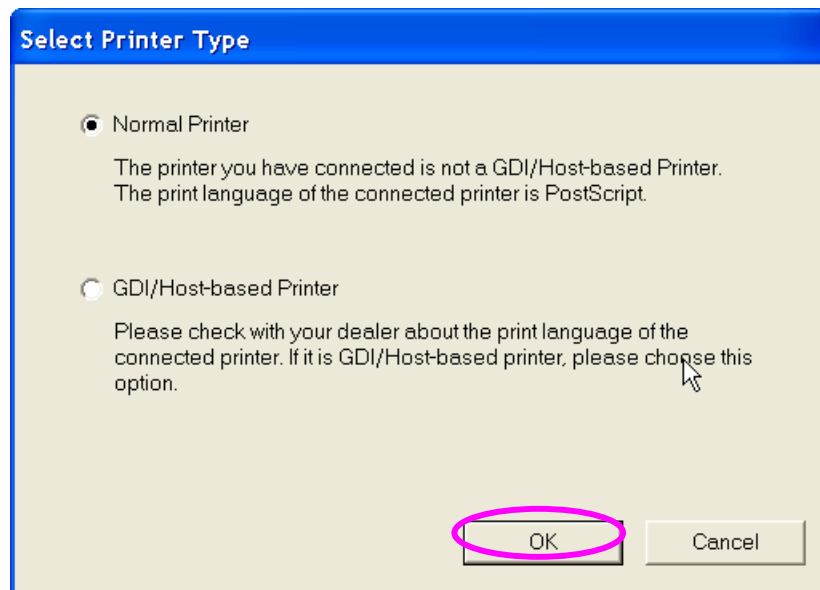 Select Printer Type
Normal Printer
The printer you have connected is not a GDI/Host-based Printer.
The print language of the connected printer is PostScript.
GDI/Host-based Printer
Please check with your dealer about the print language of the
connected printer. If it is GDI/Host-based printer, please choose this
option.
OK
Cancel